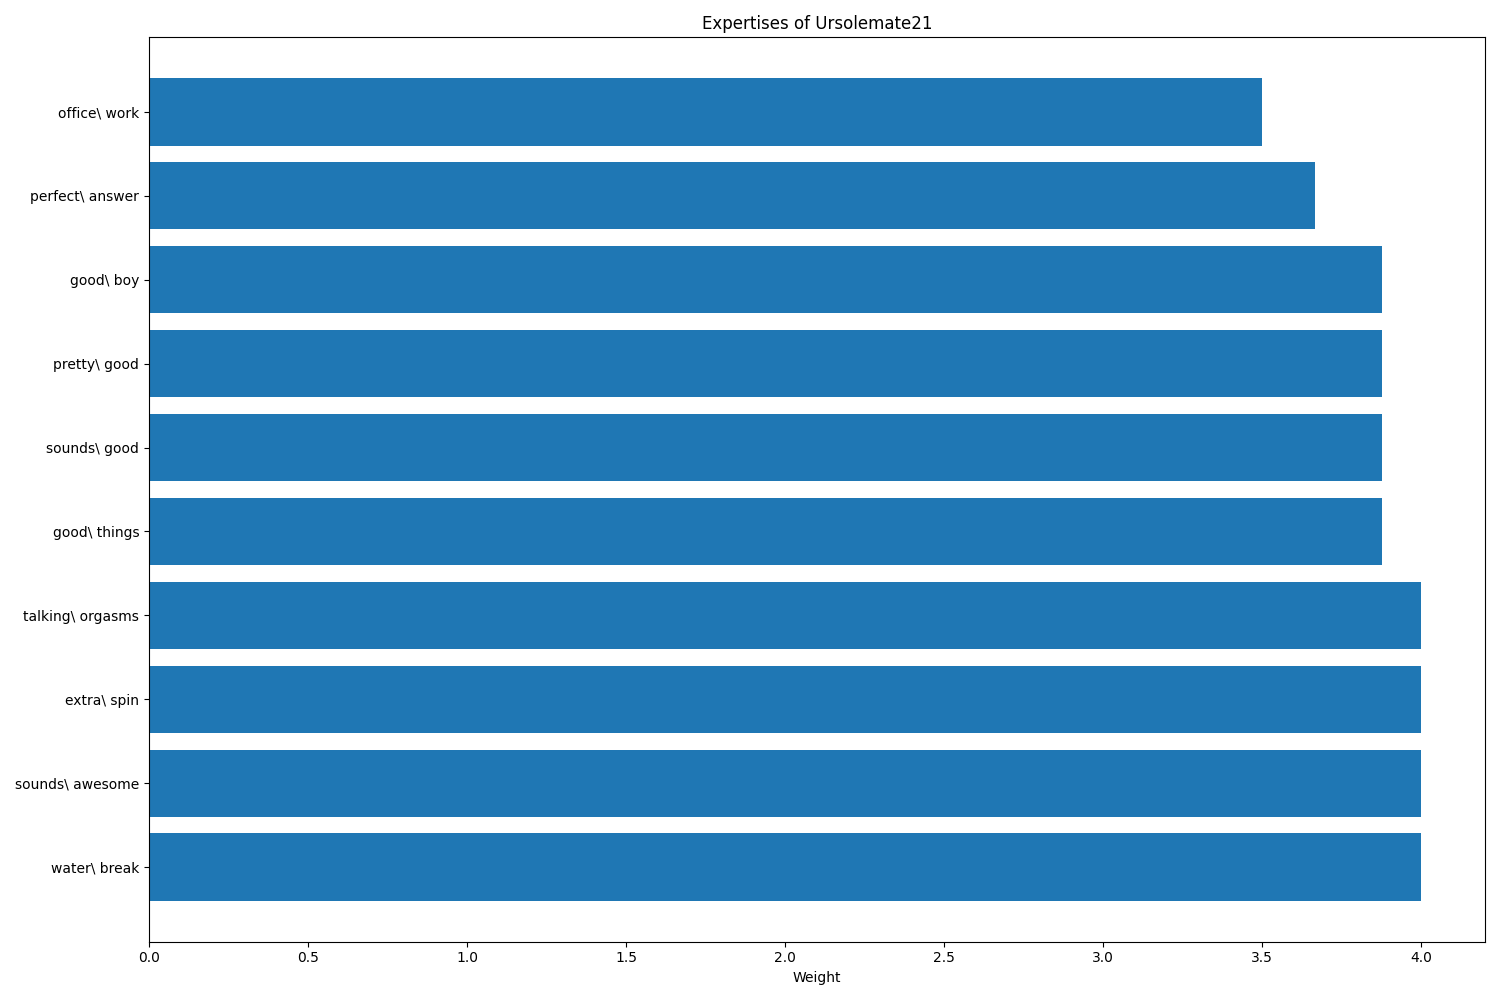 Expertises of Ursolemate21
office\ work
perfect\ answer
good\ boy
pretty\ good
sounds\ good
good\ things
talking\ orgasms
extra\ spin
sounds\ awesome
water\ break
0.0 0.5 1.0 1.5 2.0 2.5 3.0 3.5 4.0
Weight